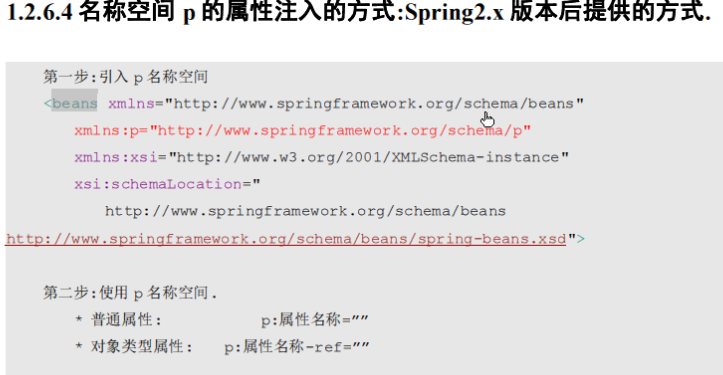 1.2.6.4 名称空间 p 的属性注入的方式:Spring2.x 版本后提供的方式.
第一步:引入 p 名称空间
<beans xmlns="http://www.springframework.org/schema/beans"
xmlns:p="http://www.springframework.org/schema/p"
xmlns:xsi="http://www.w3.org/2001/XMLSchema-instance"
xsi:schemaLocation="
http://www.springframework.org/schema/beans
http://www.springframework.org/schema/beans/spring-beans.xsd">
第二步:使用 p 名称空间.
* 普通属性: p:属性名称=""
* 对象类型属性: p:属性名称-ref=""